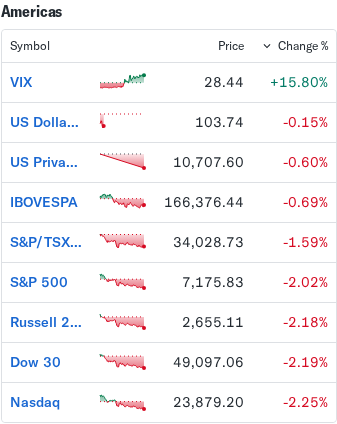 Americas
Symbol Price Change %
VIX 28.44 +15.80%
US Dolla... 103.74 -0.15%
US Priva... 10,707.60 -0.60%
IBOVESPA 166,376.44 -0.69%
S&P/TSX... 34,028.73 -1.59%
S&P 500 7,175.83 -2.02%
Russell 2... 2,655.11 -2.18%
Dow 30 49,097.06 -2.19%
Nasdaq 23,879.20 -2.25%